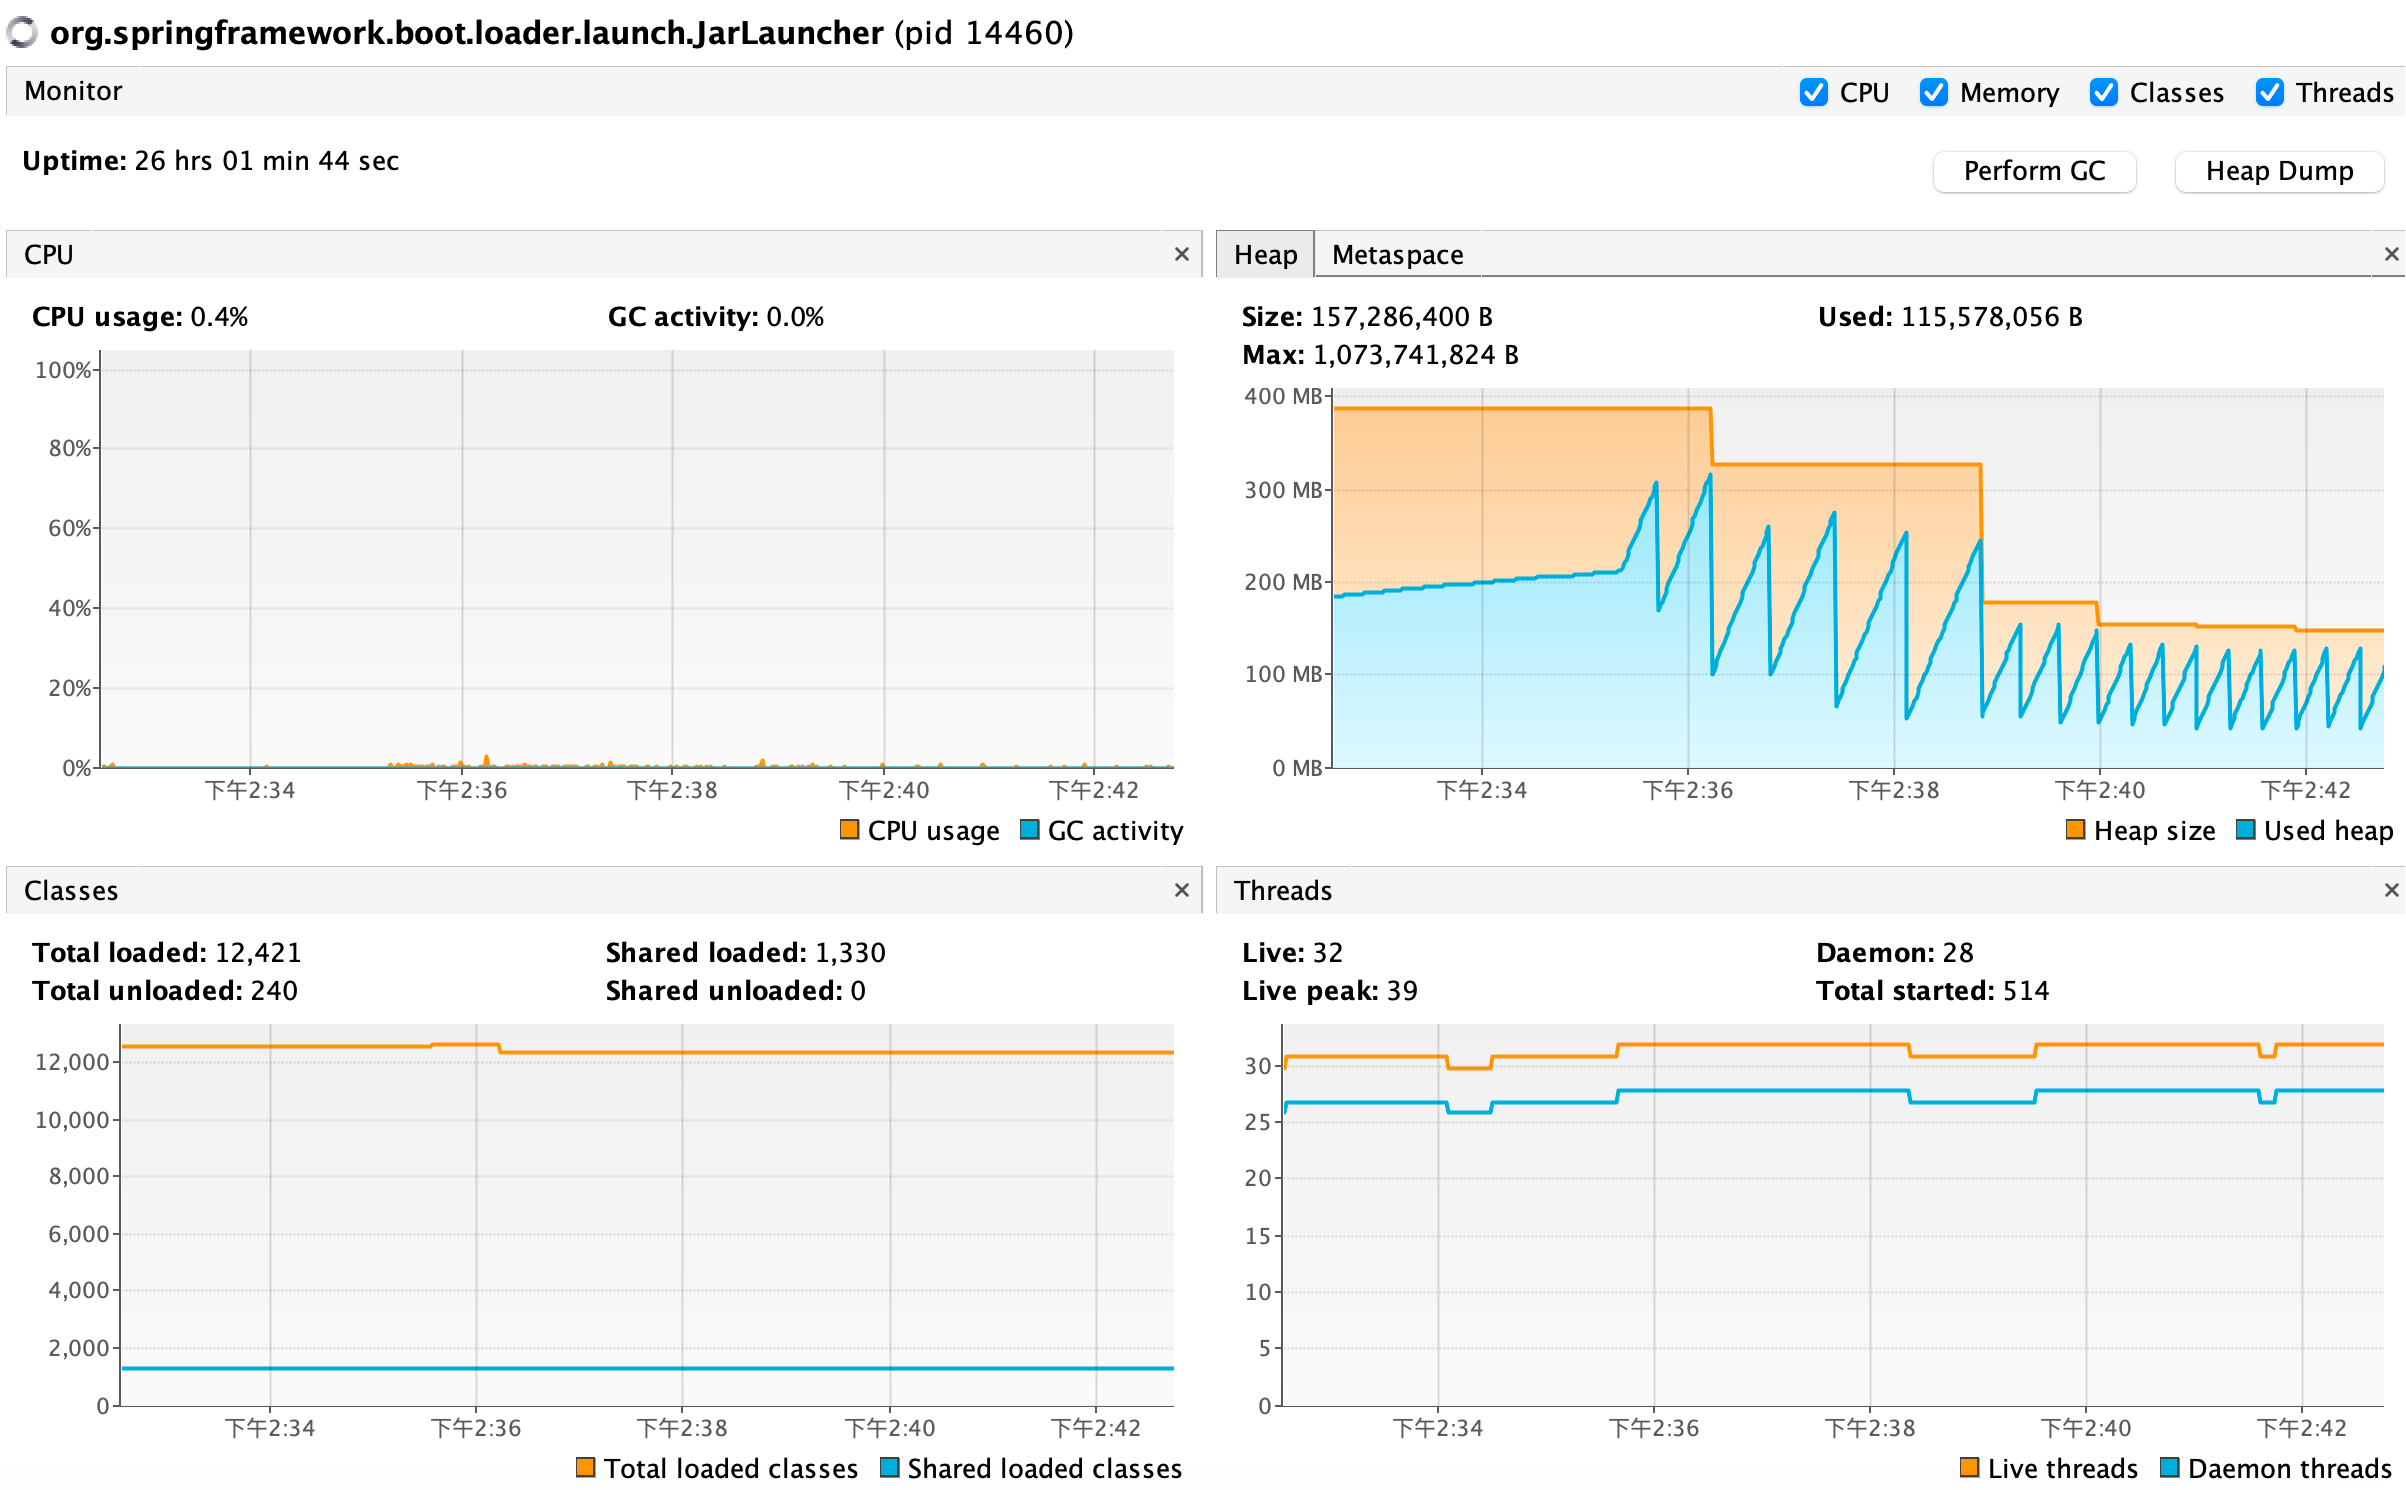 org.springframework.boot.loader.launch.JarLauncher (pid 14460)
Monitor
CPU Memory Classes Threads
Uptime: 26 hrs 01 min 44 sec
Perform GC Heap Dump
CPU ×
CPU usage: 0.4% GC activity: 0.0%
100%
80%
60%
40%
20%
0%
下午2:34 下午2:36 下午2:38 下午2:40 下午2:42
CPU usage GC activity
Heap Metaspace ×
Size: 157,286,400 B Used: 115,578,056 B
Max: 1,073,741,824 B
400 MB
300 MB
200 MB
100 MB
0 MB
下午2:34 下午2:36 下午2:38 下午2:40 下午2:42
Heap size Used heap
Classes ×
Total loaded: 12,421 Shared loaded: 1,330
Total unloaded: 240 Shared unloaded: 0
12,000
10,000
8,000
6,000
4,000
2,000
0
下午2:34 下午2:36 下午2:38 下午2:40 下午2:42
Total loaded classes Shared loaded classes
Threads ×
Live: 32 Daemon: 28
Live peak: 39 Total started: 514
30
25
20
15
10
5
0
下午2:34 下午2:36 下午2:38 下午2:40 下午2:42
Live threads Daemon threads